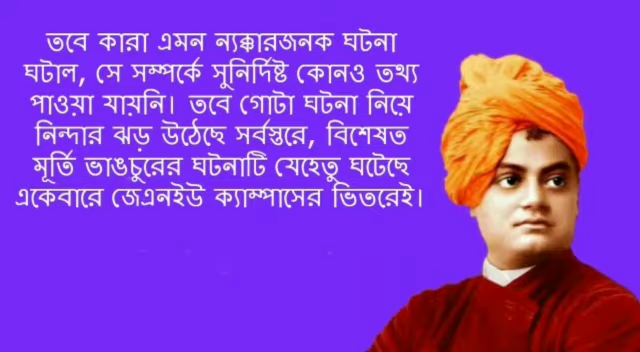 তবে কারা এমন ন্যক্কারজনক ঘটনা
ঘটাল, সে সম্পর্কে সুনির্দিষ্ট কোনও তথ্য
পাওয়া যায়নি। তবে গোটা ঘটনা নিয়ে
নিন্দার ঝড় উঠেছে সর্বস্তরে, বিশেষত
মূর্তি ভাঙচুরের ঘটনাটি যেহেতু ঘটেছে
একেবারে জেএনইউ ক্যাম্পাসের ভিতরেই।